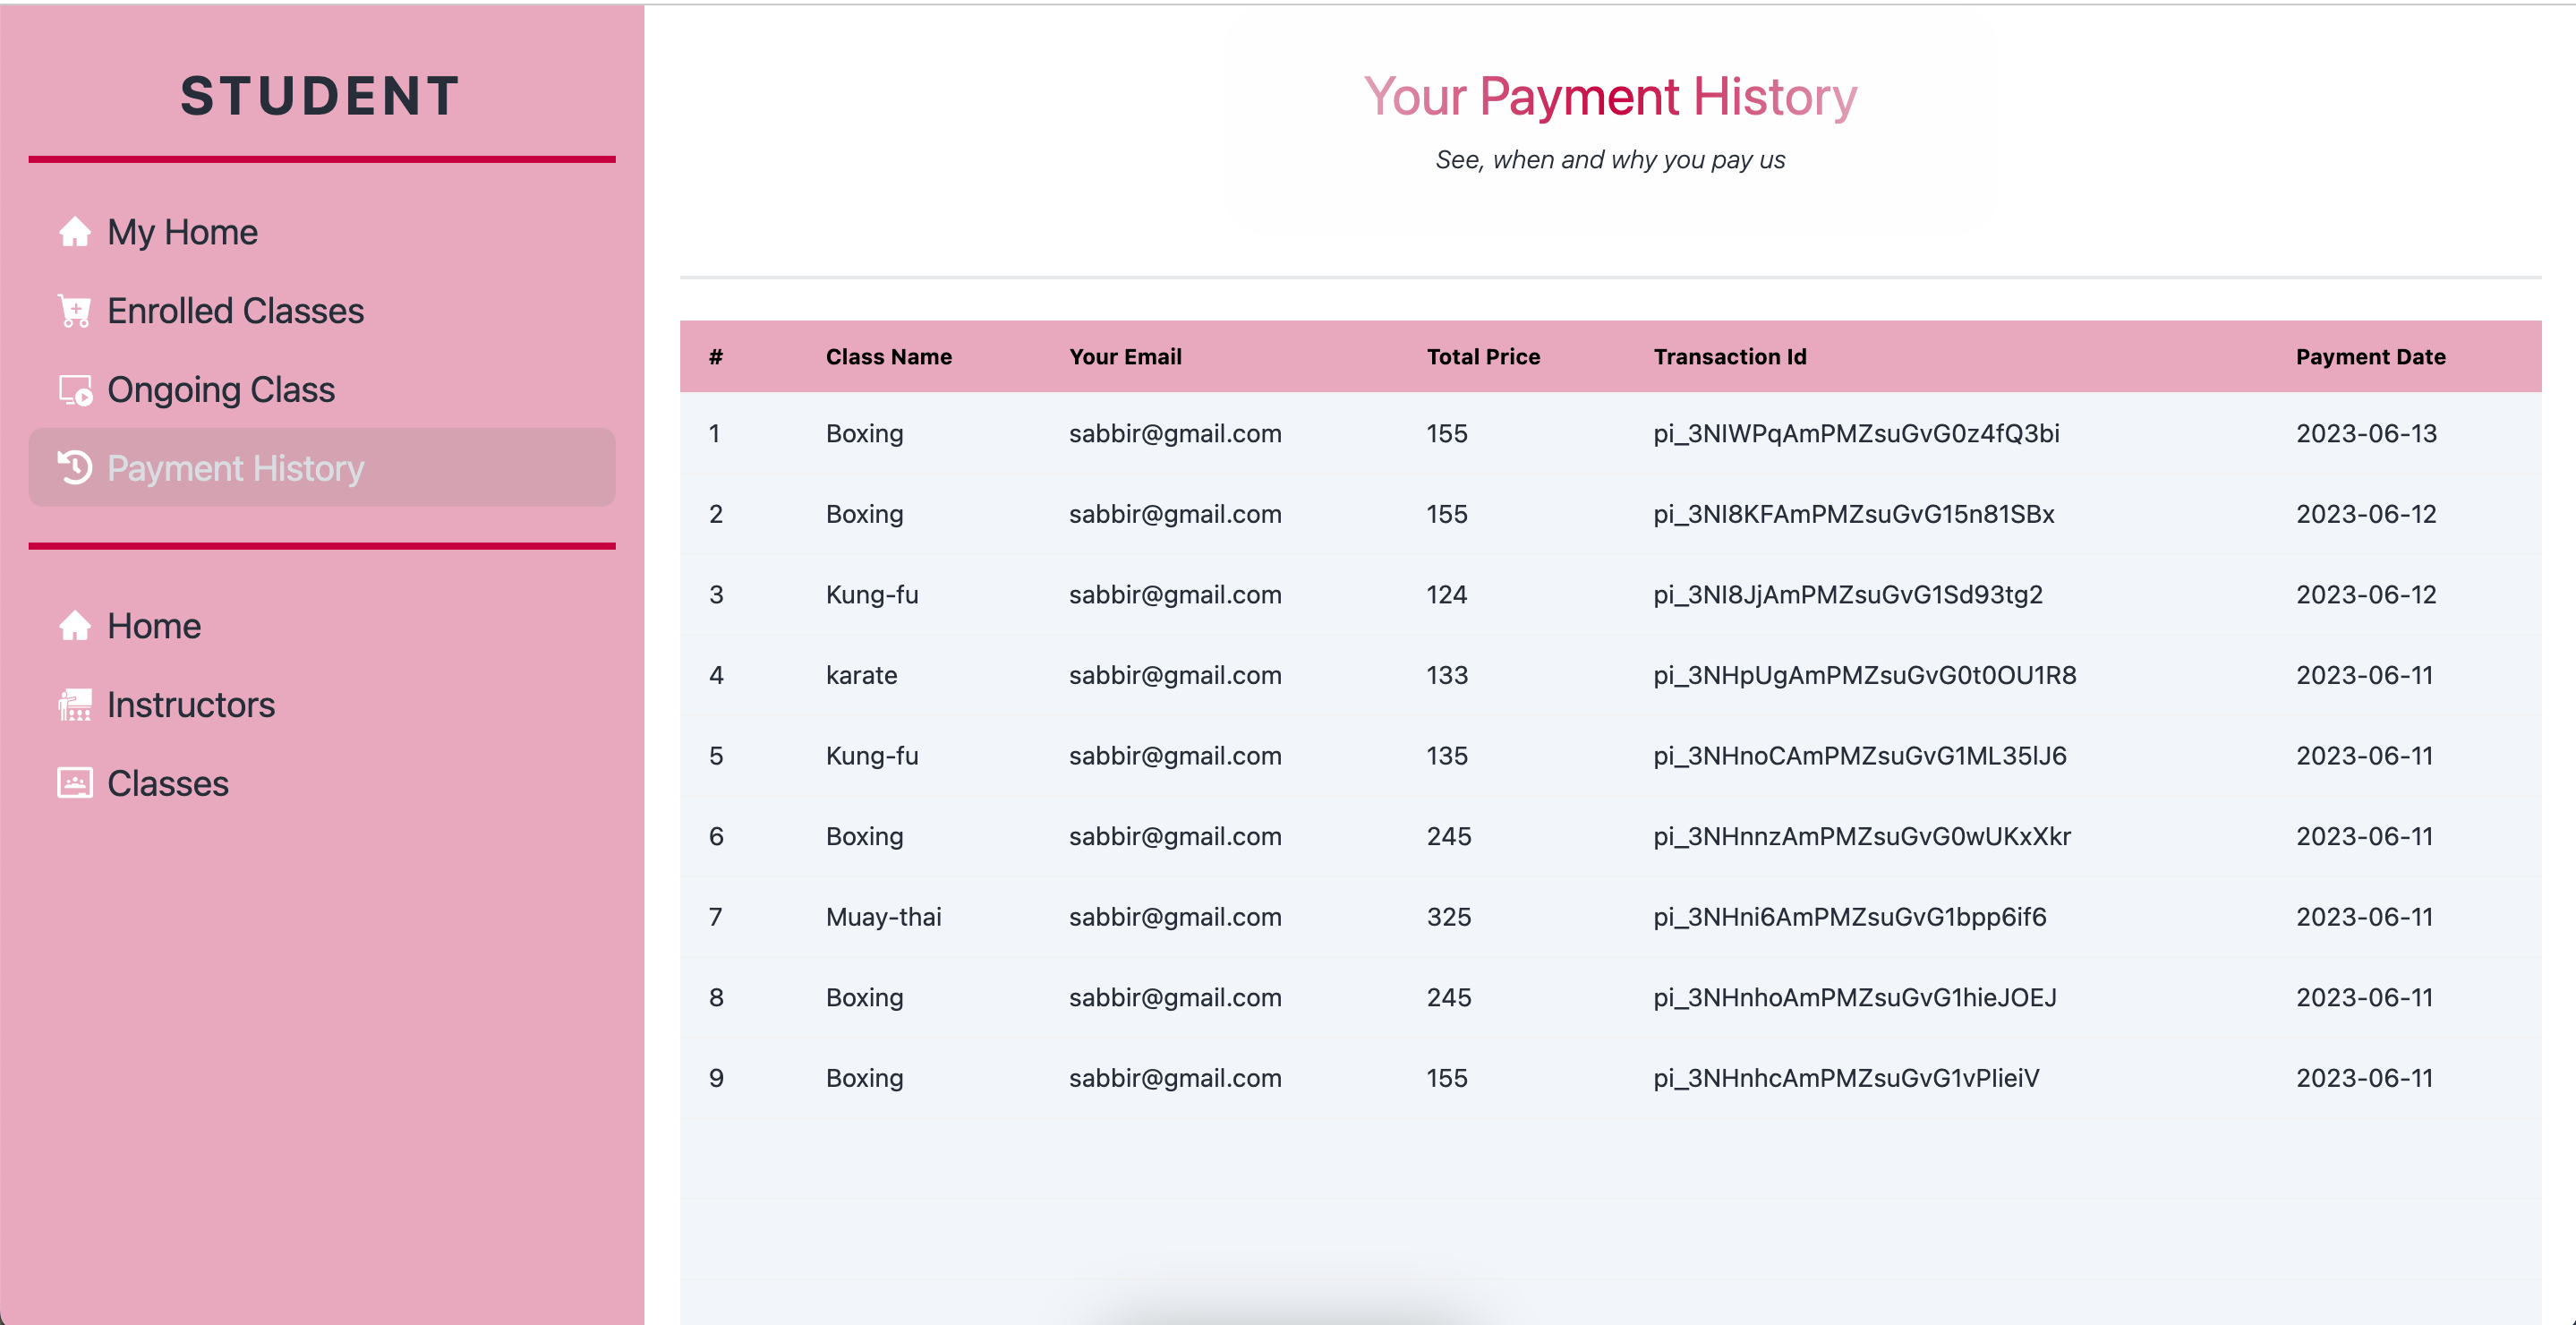 STUDENT
My Home
Enrolled Classes
Ongoing Class
Payment History
Home
Instructors
Classes
Your Payment History
See, when and why you pay us
# Class Name Your Email Total Price Transaction Id Payment Date
1 Boxing sabbir@gmail.com 155 pi_3NIWPqAmPMZsuGvG0z4fQ3bi 2023-06-13
2 Boxing sabbir@gmail.com 155 pi_3NI8KFAmPMZsuGvG15n81SBx 2023-06-12
3 Kung-fu sabbir@gmail.com 124 pi_3NI8JjAmPMZsuGvG1Sd93tg2 2023-06-12
4 karate sabbir@gmail.com 133 pi_3NHpUgAmPMZsuGvG0t0OU1R8 2023-06-11
5 Kung-fu sabbir@gmail.com 135 pi_3NHnoCAmPMZsuGvG1ML35lJ6 2023-06-11
6 Boxing sabbir@gmail.com 245 pi_3NHnnzAmPMZsuGvG0wUKxXkr 2023-06-11
7 Muay-thai sabbir@gmail.com 325 pi_3NHni6AmPMZsuGvG1bpp6if6 2023-06-11
8 Boxing sabbir@gmail.com 245 pi_3NHnhoAmPMZsuGvG1hieJOEJ 2023-06-11
9 Boxing sabbir@gmail.com 155 pi_3NHnhcAmPMZsuGvG1vPlieiV 2023-06-11